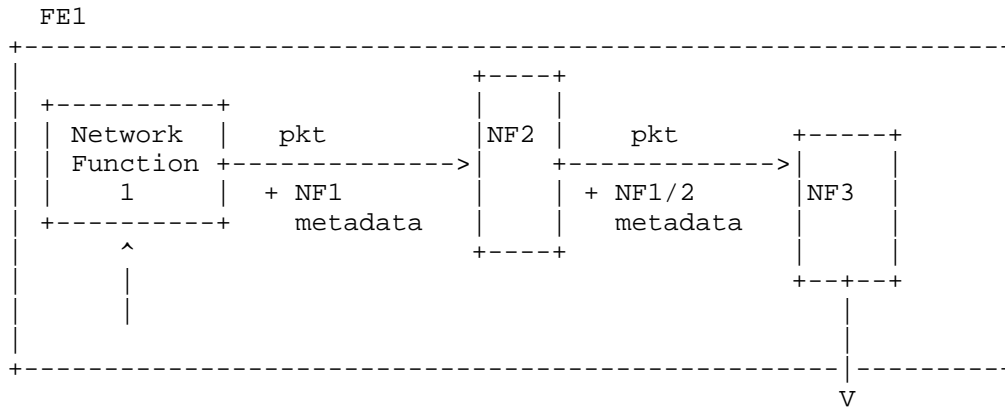 FE1
Network pkt NF2 pkt
Function NF3
1 + NF1 + NF1/2
metadata metadata
V